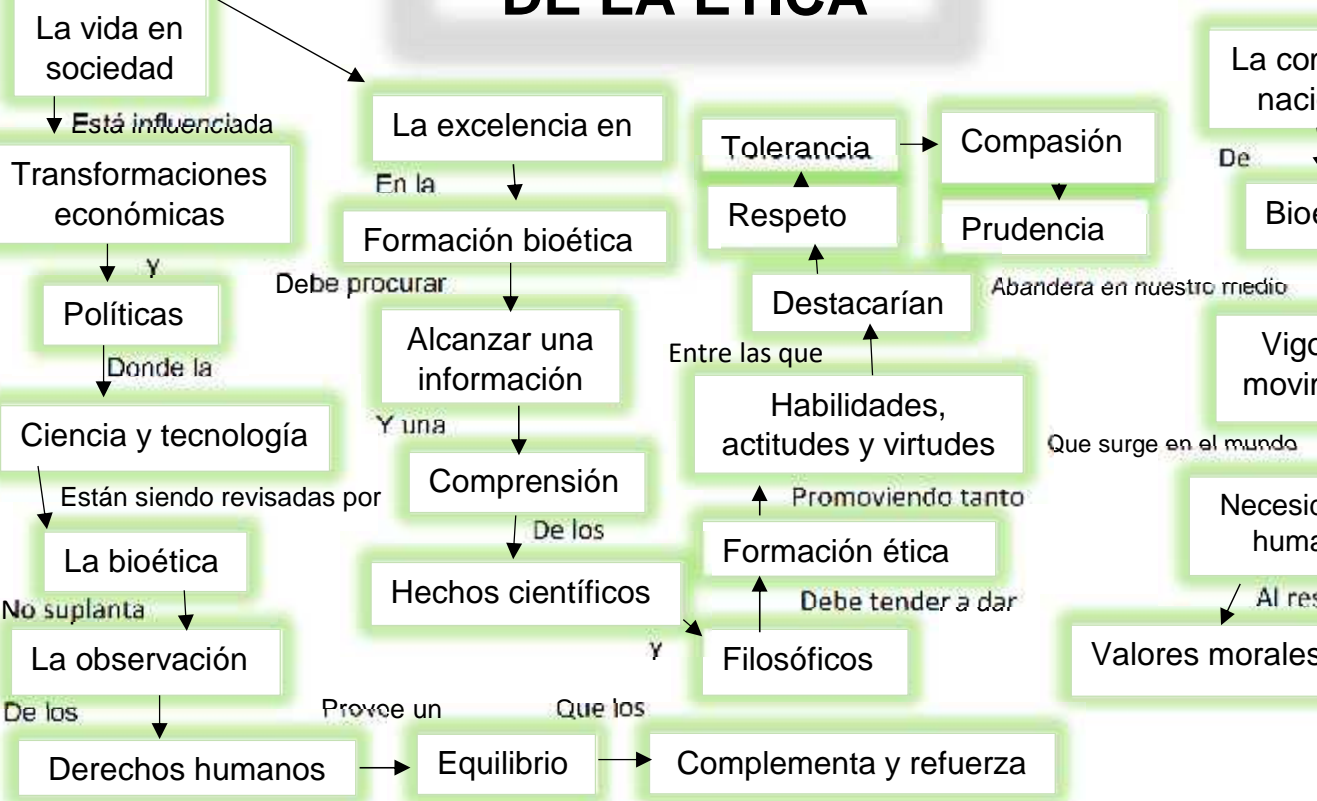 DE LA ÉTICA
La vida en
sociedad
Está influenciada
Transformaciones
económicas
y
Políticas
Donde la
Ciencia y tecnología
Están siendo revisadas por
La bioética
No suplanta
La observación
De los
Derechos humanos
Provee un
Equilibrio
Que los
Complementa y refuerza
La excelencia en
En la
Formación bioética
Debe procurar
Alcanzar una
información
Y una
Comprensión
De los
Hechos científicos
y
Filosóficos
Debe tender a dar
Formación ética
Promoviendo tanto
Habilidades,
actitudes y virtudes
Entre las que
Destacarían
Respeto
Tolerancia
Compasión
Prudencia
La
De
Abandera en nuestro medio
Que surge en el mundo
Al
Valores morales